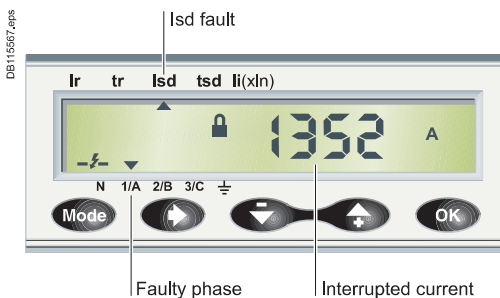 DB115567.eps
Isd fault
Ir tr Isd tsd Ii(xIn)
1352 A
N 1/A 2/B 3/C
Mode OK
Faulty phase Interrupted current